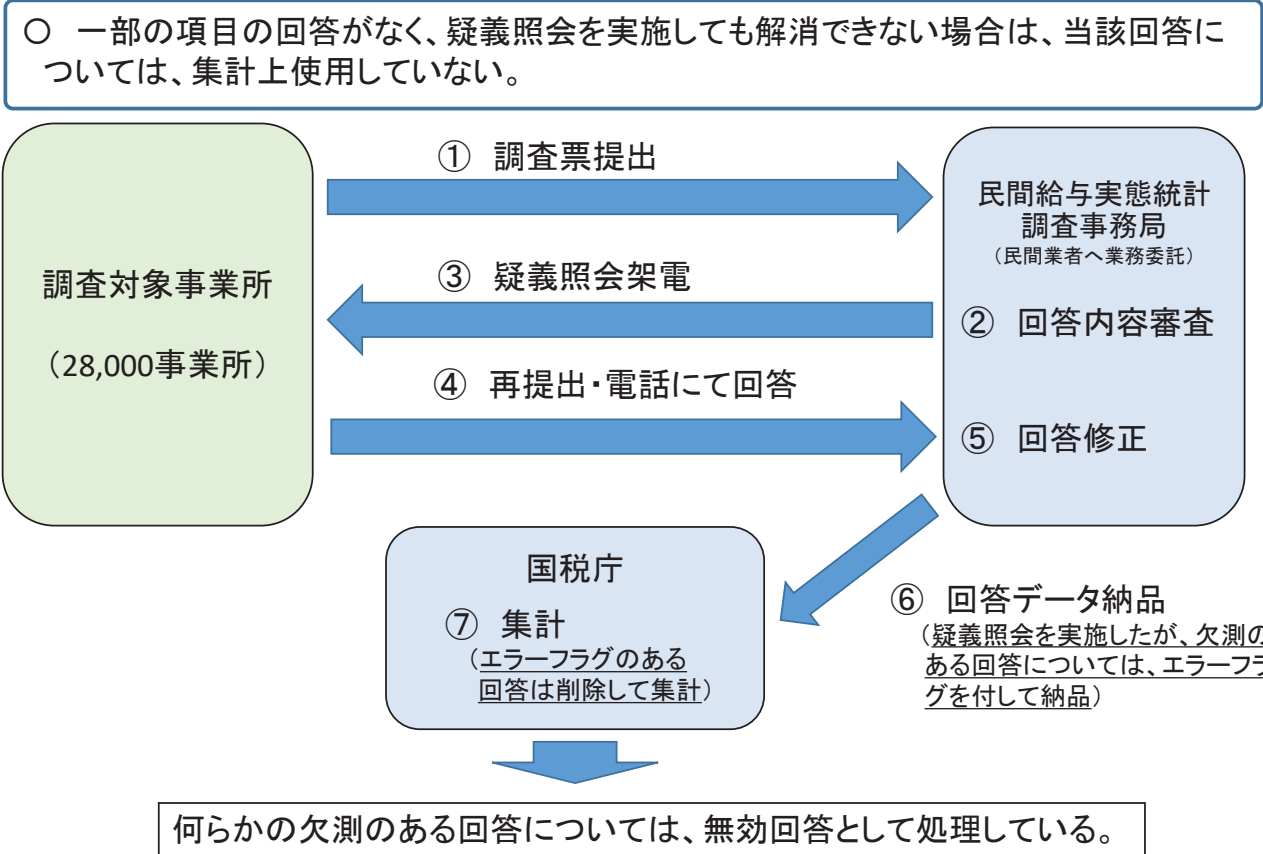 ○　一部の項目の回答がなく、疑義照会を実施しても解消できない場合は、当該回答に
ついては、集計上使用していない。
①　調査票提出
調査対象事業所
（28,000事業所）
③　疑義照会架電
④　再提出・電話にて回答
民間給与実態統計
調査事務局
（民間業者へ業務委託）
②　回答内容審査
⑤　回答修正
⑥　回答データ納品
（疑義照会を実施したが、欠測の
ある回答については、エラーフラ
グを付して納品）
国税庁
⑦　集計
（エラーフラグのある
回答は削除して集計）
何らかの欠測のある回答については、無効回答として処理している。